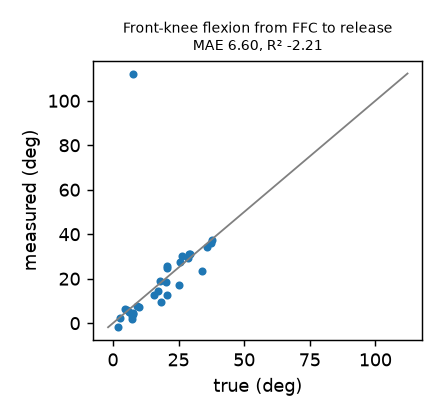 Front-knee flexion from FFC to release
MAE 6.60, R² -2.21
measured (deg)
100
80
60
40
20
0
0 25 50 75 100
true (deg)